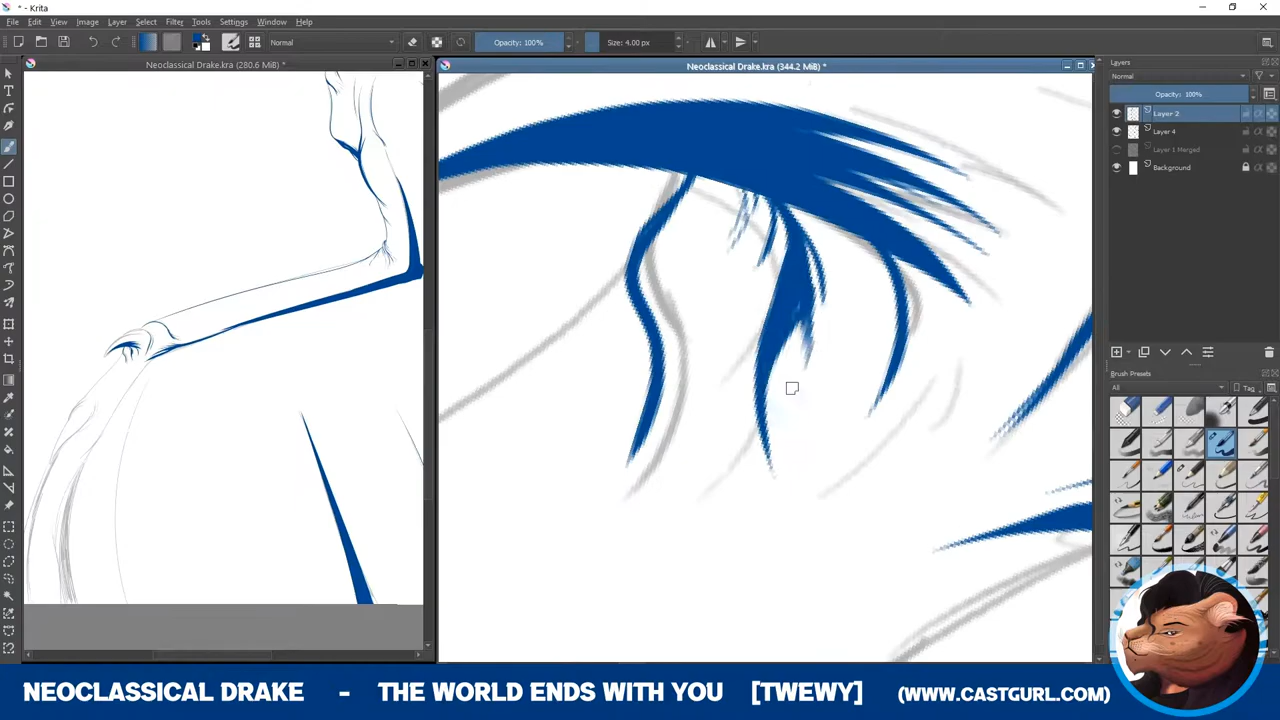 * - Krita
File Edit View Image Layer Select Filter Tools Settings Window Help
Normal Opacity: 100% Size: 4.00 px
Neoclassical Drake.kra (280.6 MiB) *
Neoclassical Drake.kra (344.2 MiB) *
Layers
Normal
Opacity: 100%
Layer 2
Layer 4
Layer 1 Merged
Background
Brush Presets
All Tag
NEOCLASSICAL DRAKE - THE WORLD ENDS WITH YOU [TWEWY] (WWW.CASTGURL.COM)